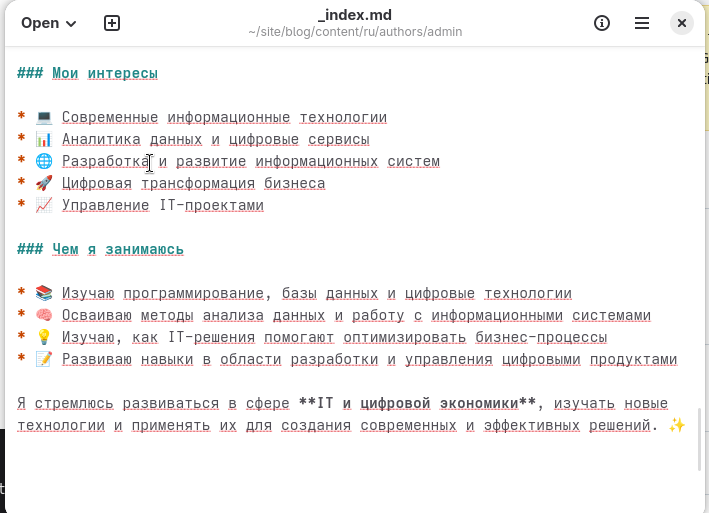 Open
_index.md
~/site/blog/content/ru/authors/admin
### Мои интересы
* 💻 Современные информационные технологии
* 📊 Аналитика данных и цифровые сервисы
* 🌐 Разработка и развитие информационных систем
* 🚀 Цифровая трансформация бизнеса
* 📈 Управление IT-проектами
### Чем я занимаюсь
* 📚 Изучаю программирование, базы данных и цифровые технологии
* 🧠 Осваиваю методы анализа данных и работу с информационными системами
* 💡 Изучаю, как IT-решения помогают оптимизировать бизнес-процессы
* 📝 Развиваю навыки в области разработки и управления цифровыми продуктами
Я стремлюсь развиваться в сфере **IT и цифровой экономики**, изучать новые
технологии и применять их для создания современных и эффективных решений. ✨